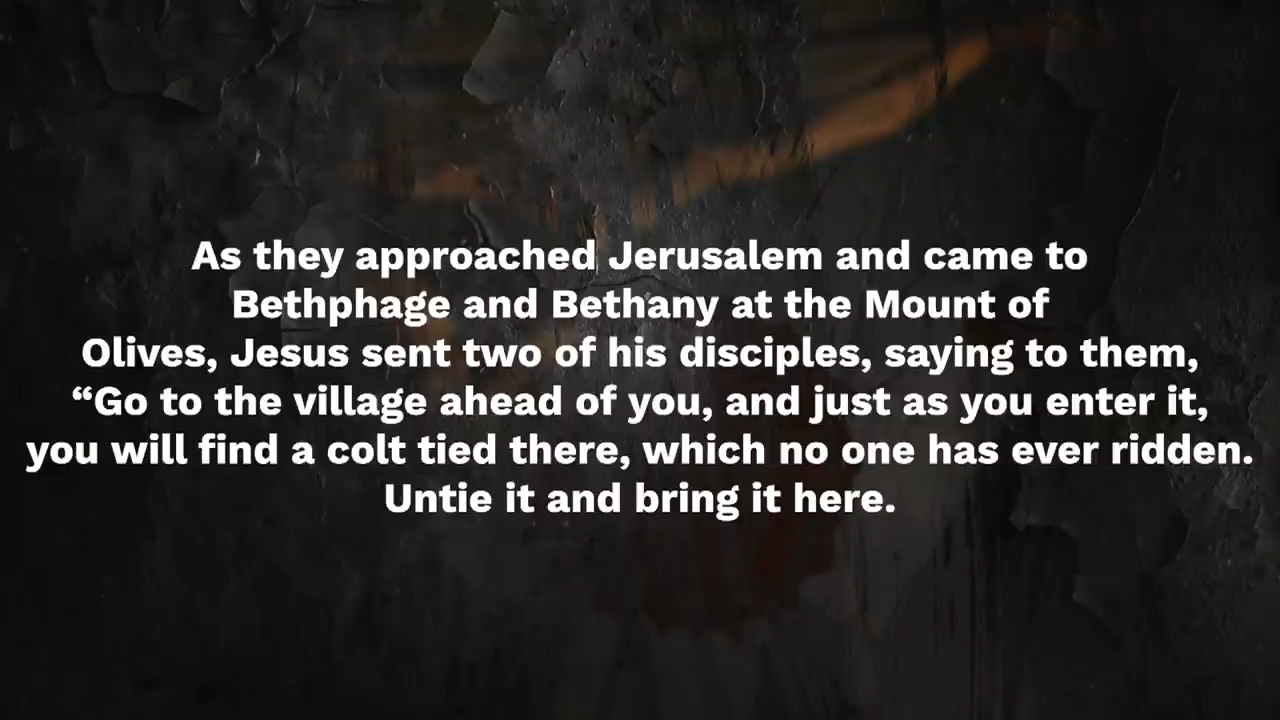 As they approached Jerusalem and came to
Bethphage and Bethany at the Mount of
Olives, Jesus sent two of his disciples, saying to them,
“Go to the village ahead of you, and just as you enter it,
you will find a colt tied there, which no one has ever ridden.
Untie it and bring it here.